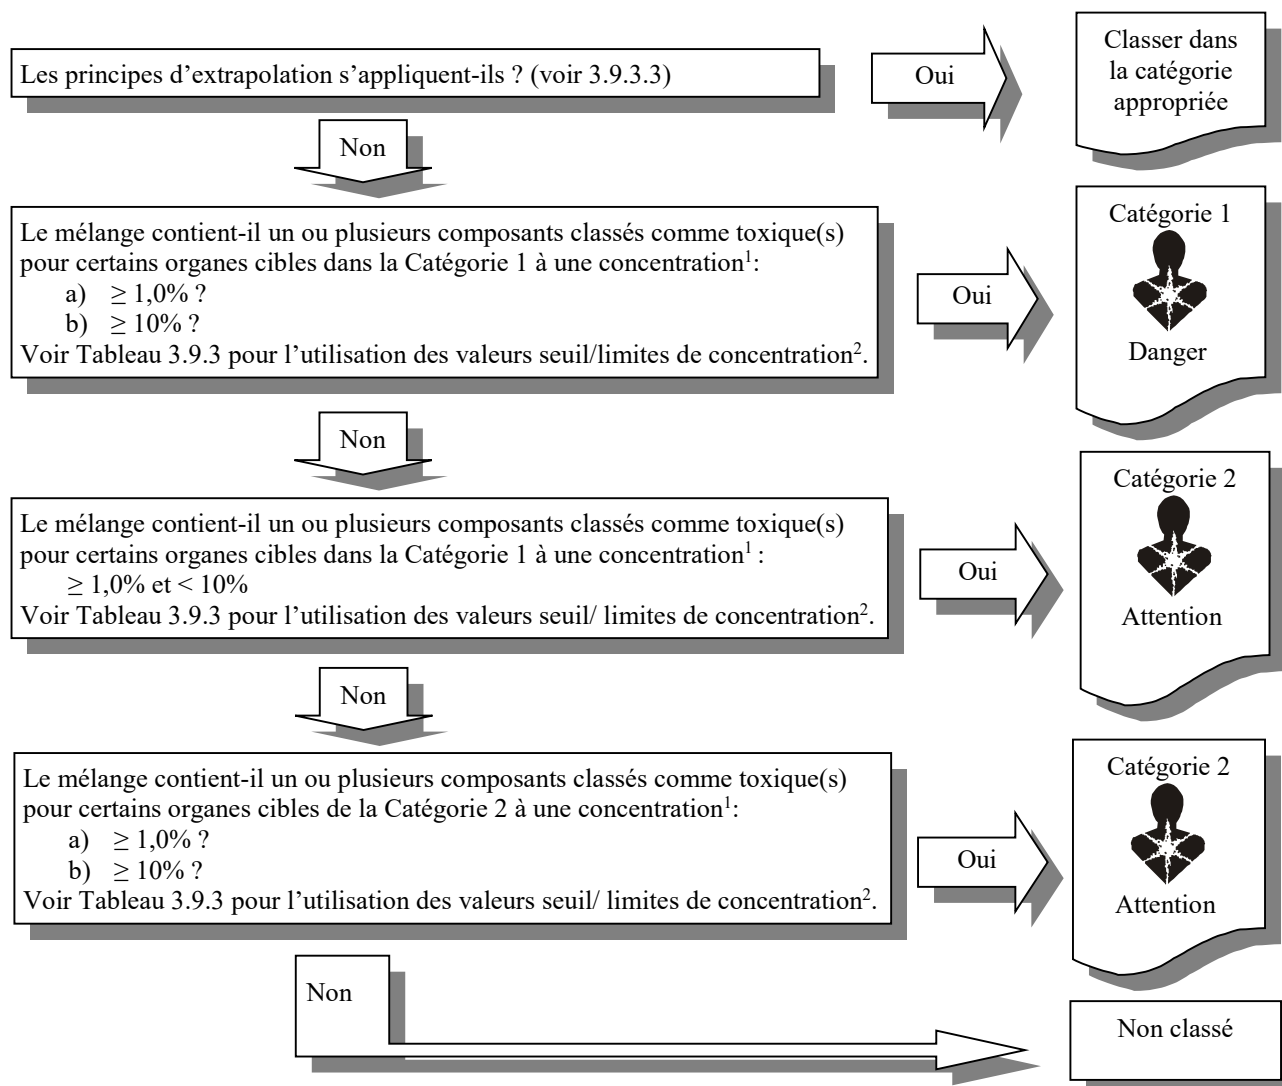 Les principes d’extrapolation s’appliquent-ils ? (voir 3.9.3.3)
Oui
Classer dans
la catégorie
appropriée
Non
Le mélange contient-il un ou plusieurs composants classés comme toxique(s)
pour certains organes cibles dans la Catégorie 1 à une concentration¹:
a) ≥ 1,0% ?
b) ≥ 10% ?
Voir Tableau 3.9.3 pour l’utilisation des valeurs seuil/limites de concentration².
Oui
Catégorie 1
Danger
Non
Le mélange contient-il un ou plusieurs composants classés comme toxique(s)
pour certains organes cibles dans la Catégorie 1 à une concentration¹ :
≥ 1,0% et < 10%
Voir Tableau 3.9.3 pour l’utilisation des valeurs seuil/ limites de concentration².
Oui
Catégorie 2
Attention
Non
Le mélange contient-il un ou plusieurs composants classés comme toxique(s)
pour certains organes cibles de la Catégorie 2 à une concentration¹:
a) ≥ 1,0% ?
b) ≥ 10% ?
Voir Tableau 3.9.3 pour l’utilisation des valeurs seuil/ limites de concentration².
Oui
Catégorie 2
Attention
Non
Non classé